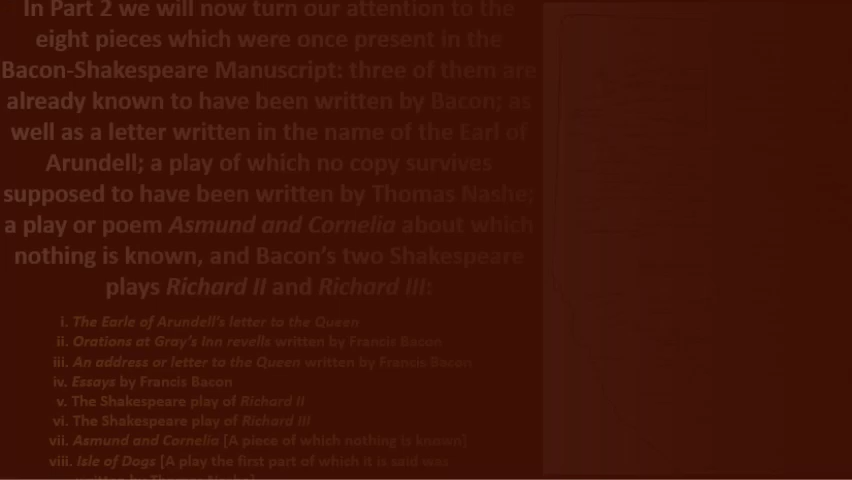 In Part 2 we will now turn our attention to the
eight pieces which were once present in the
Bacon-Shakespeare Manuscript: three of them are
already known to have been written by Bacon; as
well as a letter written in the name of the Earl of
Arundell; a play of which no copy survives
supposed to have been written by Thomas Nashe;
a play or poem Asmund and Cornelia about which
nothing is known, and Bacon's two Shakespeare
plays Richard II and Richard III:
i. The Earle of Arundell's letter to the Queen
ii. Orations at Gray's Inn revells written by Francis Bacon
iii. An address or letter to the Queen written by Francis Bacon
iv. Essays by Francis Bacon
v. The Shakespeare play of Richard II
vi. The Shakespeare play of Richard III
vii. Asmund and Cornelia [A piece of which nothing is known]
viii. Isle of Dogs [A play the first part of which it is said was
written by Thomas Nashe]